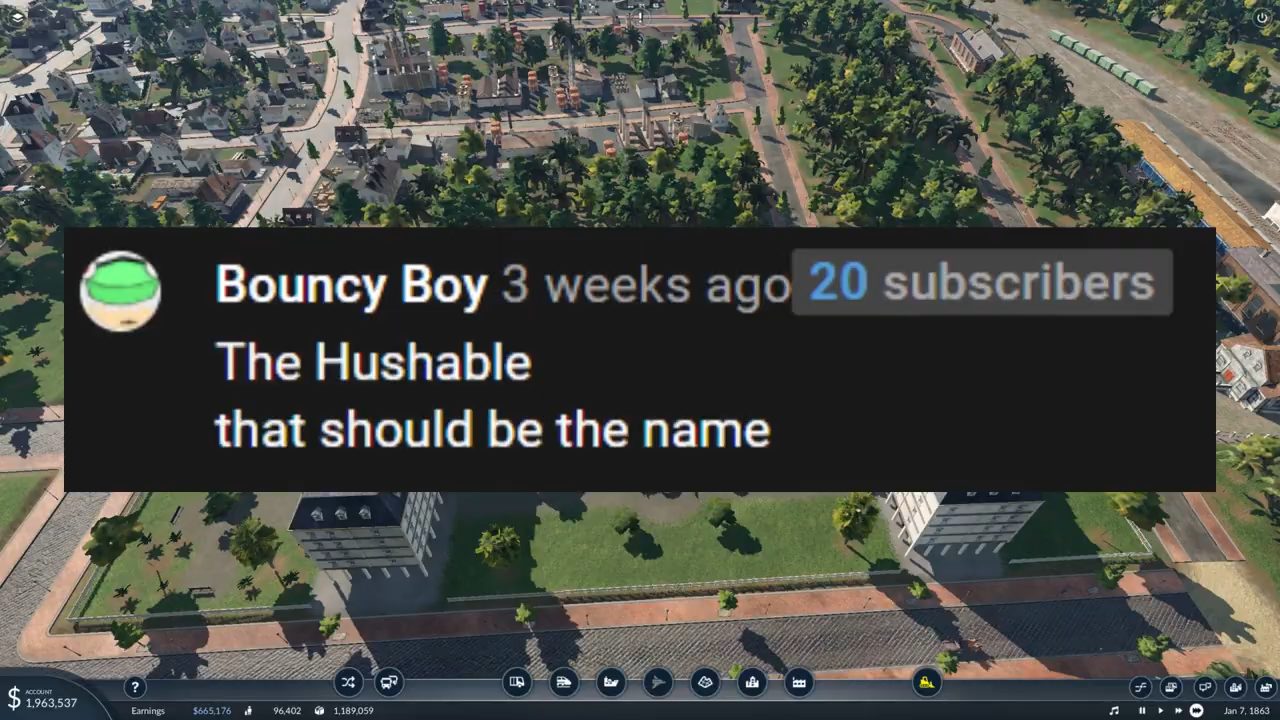 Bouncy Boy 3 weeks ago 20 subscribers
The Hushable
that should be the name
$ ACCOUNT
1,963,537
?
Earnings $665,176 96,402 1,189,059
Jan 7, 1863